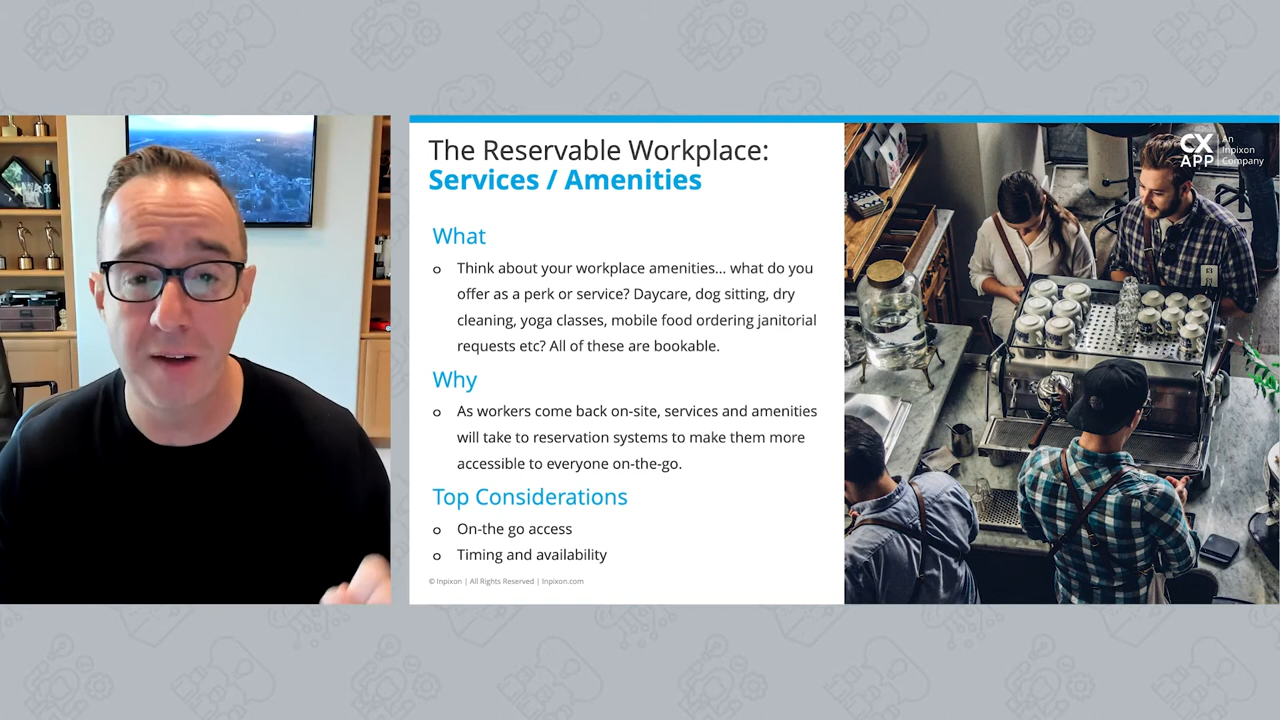 The Reservable Workplace:
Services / Amenities
What
o Think about your workplace amenities... what do you
offer as a perk or service? Daycare, dog sitting, dry
cleaning, yoga classes, mobile food ordering janitorial
requests etc? All of these are bookable.
Why
o As workers come back on-site, services and amenities
will take to reservation systems to make them more
accessible to everyone on-the-go.
Top Considerations
o On-the go access
o Timing and availability
© Inpixon | All Rights Reserved | Inpixon.com
CX
APP
An
Inpixon
Company